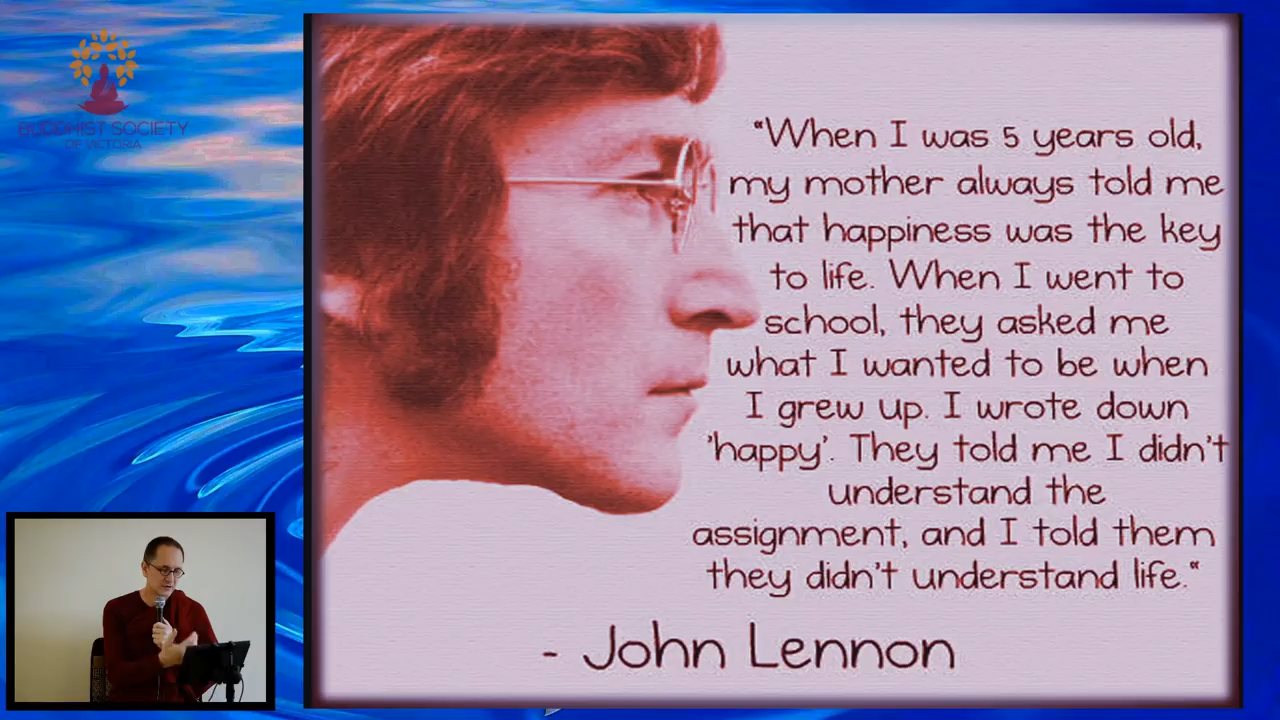 BUDDHIST SOCIETY
OF VICTORIA
"When I was 5 years old,
my mother always told me
that happiness was the key
to life. When I went to
school, they asked me
what I wanted to be when
I grew up. I wrote down
'happy'. They told me I didn't
understand the
assignment, and I told them
they didn't understand life."
- John Lennon